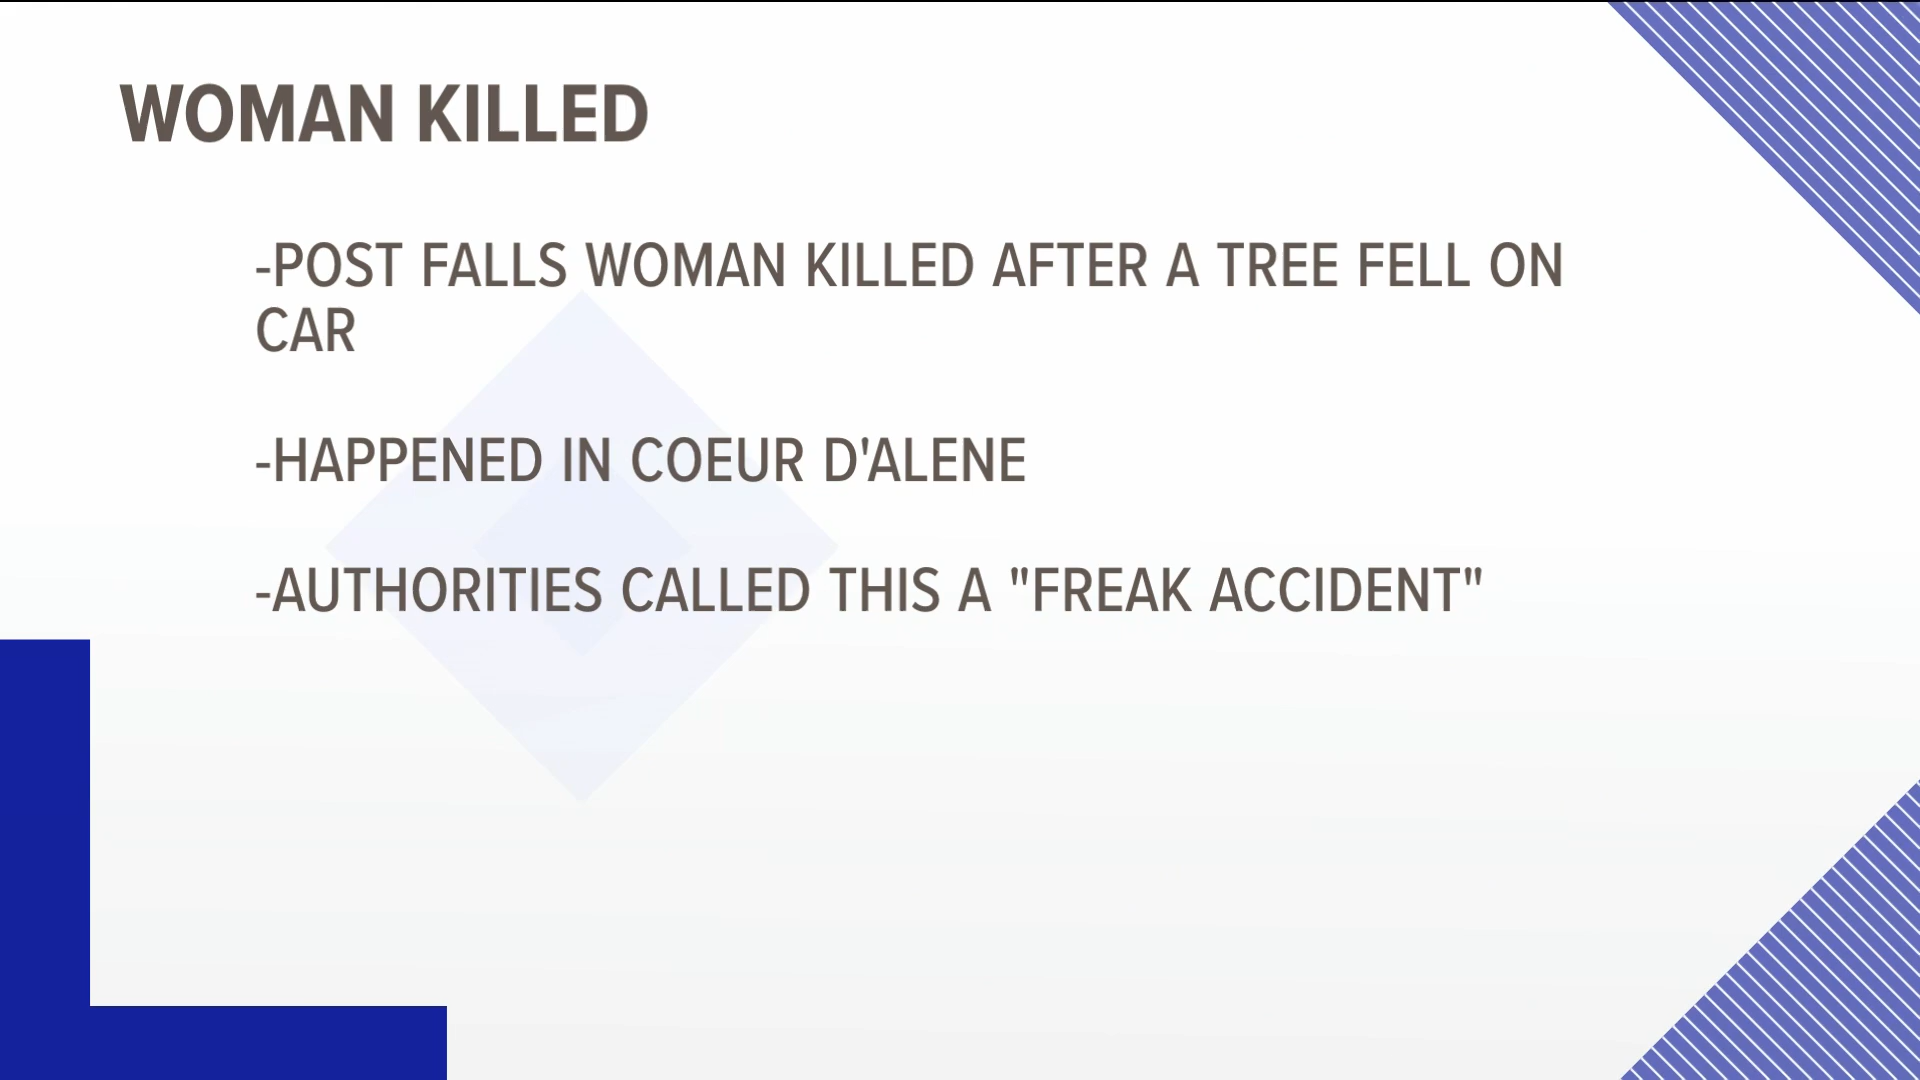 WOMAN KILLED
-POST FALLS WOMAN KILLED AFTER A TREE FELL ON
CAR
-HAPPENED IN COEUR D'ALENE
-AUTHORITIES CALLED THIS A "FREAK ACCIDENT"